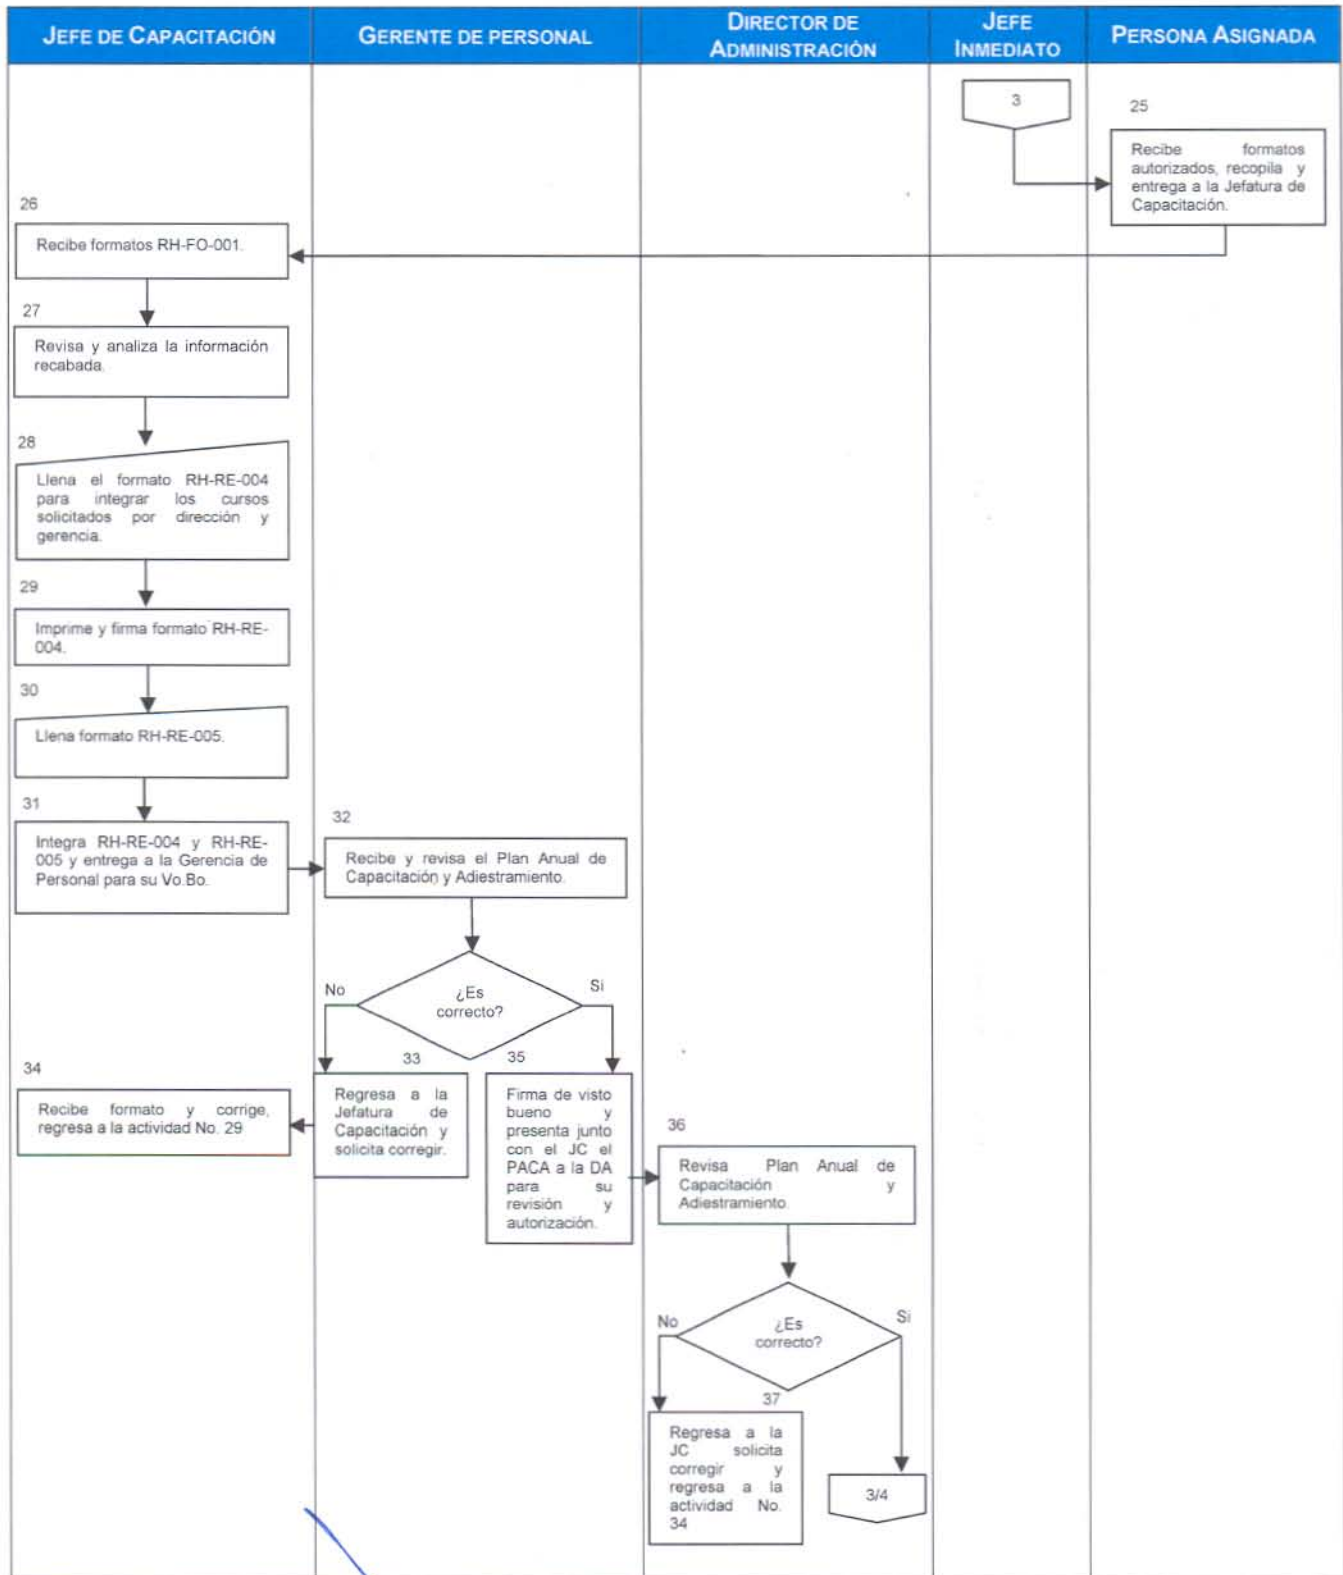 JEFE DE CAPACITACIÓN
GERENTE DE PERSONAL
DIRECTOR DE
ADMINISTRACIÓN
JEFE
INMEDIATO
PERSONA ASIGNADA
3
25
Recibe formatos
autorizados, recopila y
entrega a la Jefatura de
Capacitación.
26
Recibe formatos RH-FO-001.
27
Revisa y analiza la información
recabada.
28
Llena el formato RH-RE-004
para integrar los cursos
solicitados por dirección y
gerencia.
29
Imprime y firma formato RH-RE-
004.
30
Llena formato RH-RE-005.
31
Integra RH-RE-004 y RH-RE-
005 y entrega a la Gerencia de
Personal para su Vo.Bo.
32
Recibe y revisa el Plan Anual de
Capacitación y Adiestramiento.
¿Es
correcto?
No
Si
33
Regresa a la
Jefatura de
Capacitación y
solicita corregir.
34
Recibe formato y corrige,
regresa a la actividad No. 29
35
Firma de visto
bueno y
presenta junto
con el JC el
PACA a la DA
para su
revisión y
autorización.
36
Revisa Plan Anual de
Capacitación y
Adiestramiento.
¿Es
correcto?
No
Si
37
Regresa a la
JC solicita
corregir y
regresa a la
actividad No.
34
3/4